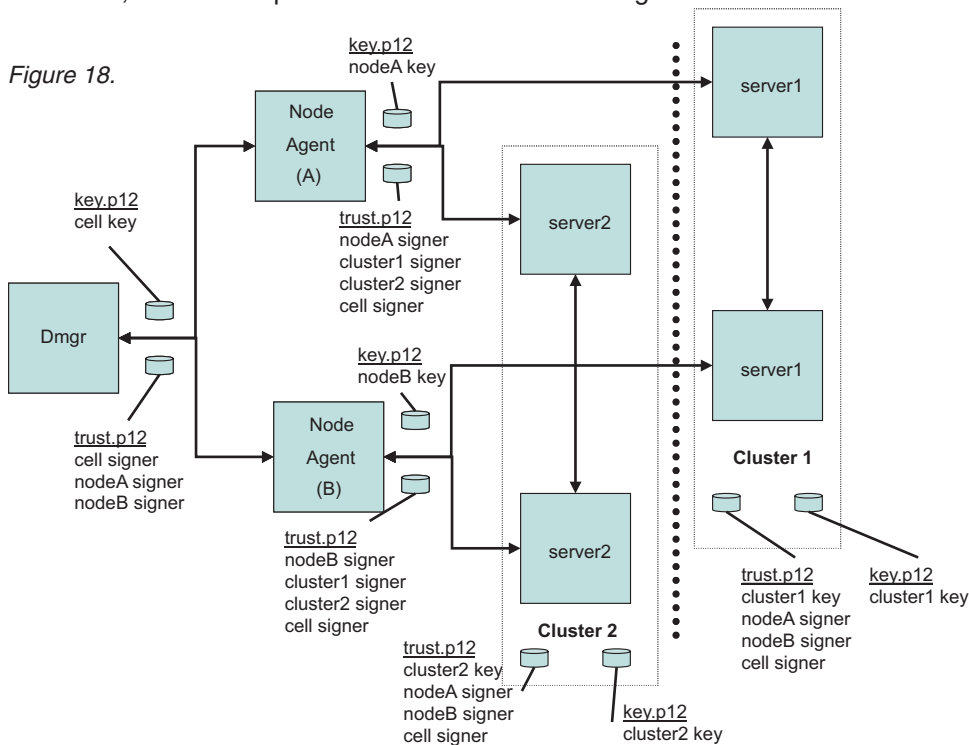 Figure 18.
key.p12
nodeA key
Node
Agent
(A)
server1
key.p12
cell key
trust.p12
nodeA signer
cluster1 signer
cluster2 signer
cell signer
server2
Dmgr
key.p12
nodeB key
server1
trust.p12
cell signer
nodeA signer
nodeB signer
Node
Agent
(B)
Cluster 1
trust.p12
nodeB signer
cluster1 signer
cluster2 signer
cell signer
server2
trust.p12
cluster1 key
nodeA signer
nodeB signer
cell signer
key.p12
cluster1 key
Cluster 2
trust.p12
cluster2 key
nodeA signer
nodeB signer
cell signer
key.p12
cluster2 key